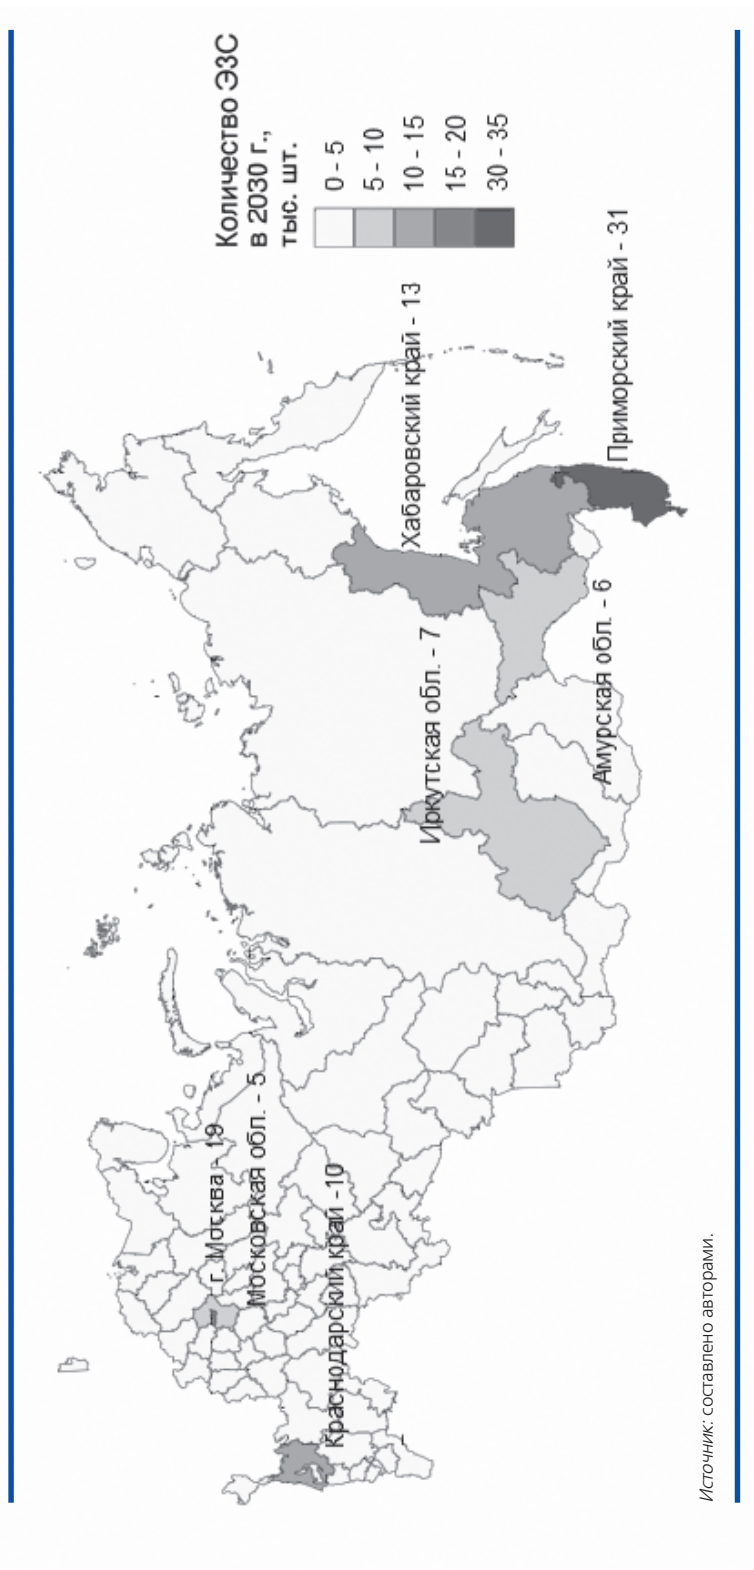 Количество ЭЗС
в 2030 г.,
тыс. шт.
0 - 5
5 - 10
10 - 15
15 - 20
30 - 35
г. Москва - 19
Московская обл. - 5
Краснодарский край -10
Хабаровский край - 13
Иркутская обл. - 7
Амурская обл. - 6
Приморский край - 31
Источник: составлено авторами.